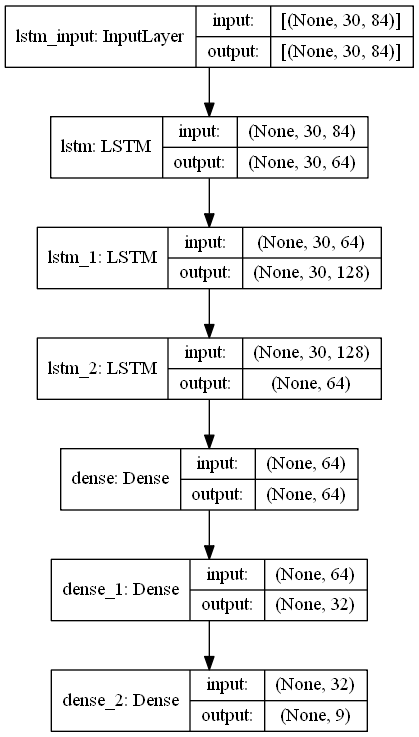 lstm_input: InputLayer input: [(None, 30, 84)]
output: [(None, 30, 84)]
lstm: LSTM input: (None, 30, 84)
output: (None, 30, 64)
lstm_1: LSTM input: (None, 30, 64)
output: (None, 30, 128)
lstm_2: LSTM input: (None, 30, 128)
output: (None, 64)
dense: Dense input: (None, 64)
output: (None, 64)
dense_1: Dense input: (None, 64)
output: (None, 32)
dense_2: Dense input: (None, 32)
output: (None, 9)